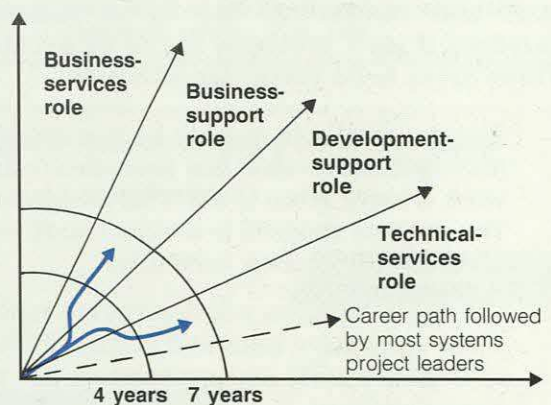 Business-
services
role
Business-
support
role
Development-
support
role
Technical-
services
role
Career path followed
by most systems
project leaders
4 years 7 years